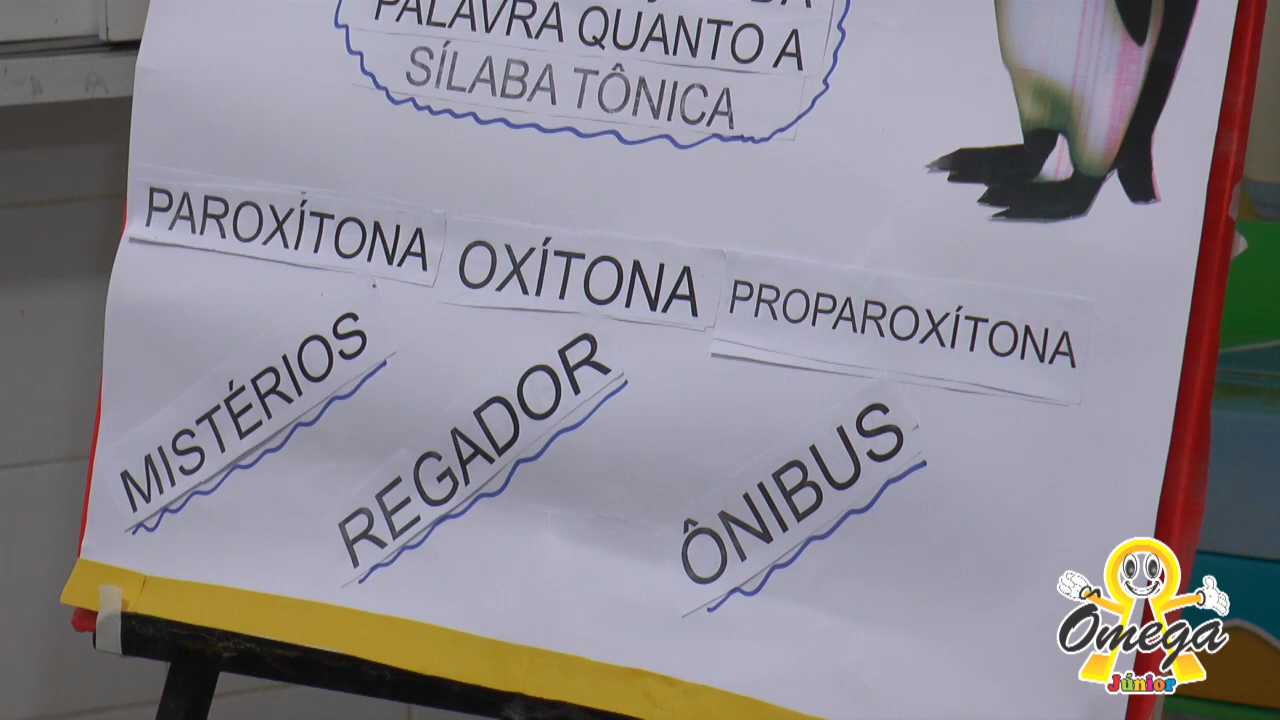 PALAVRA QUANTO A
SÍLABA TÔNICA
PAROXÍTONA OXÍTONA PROPAROXÍTONA
MISTÉRIOS REGADOR ÔNIBUS
Ômega
Júnior